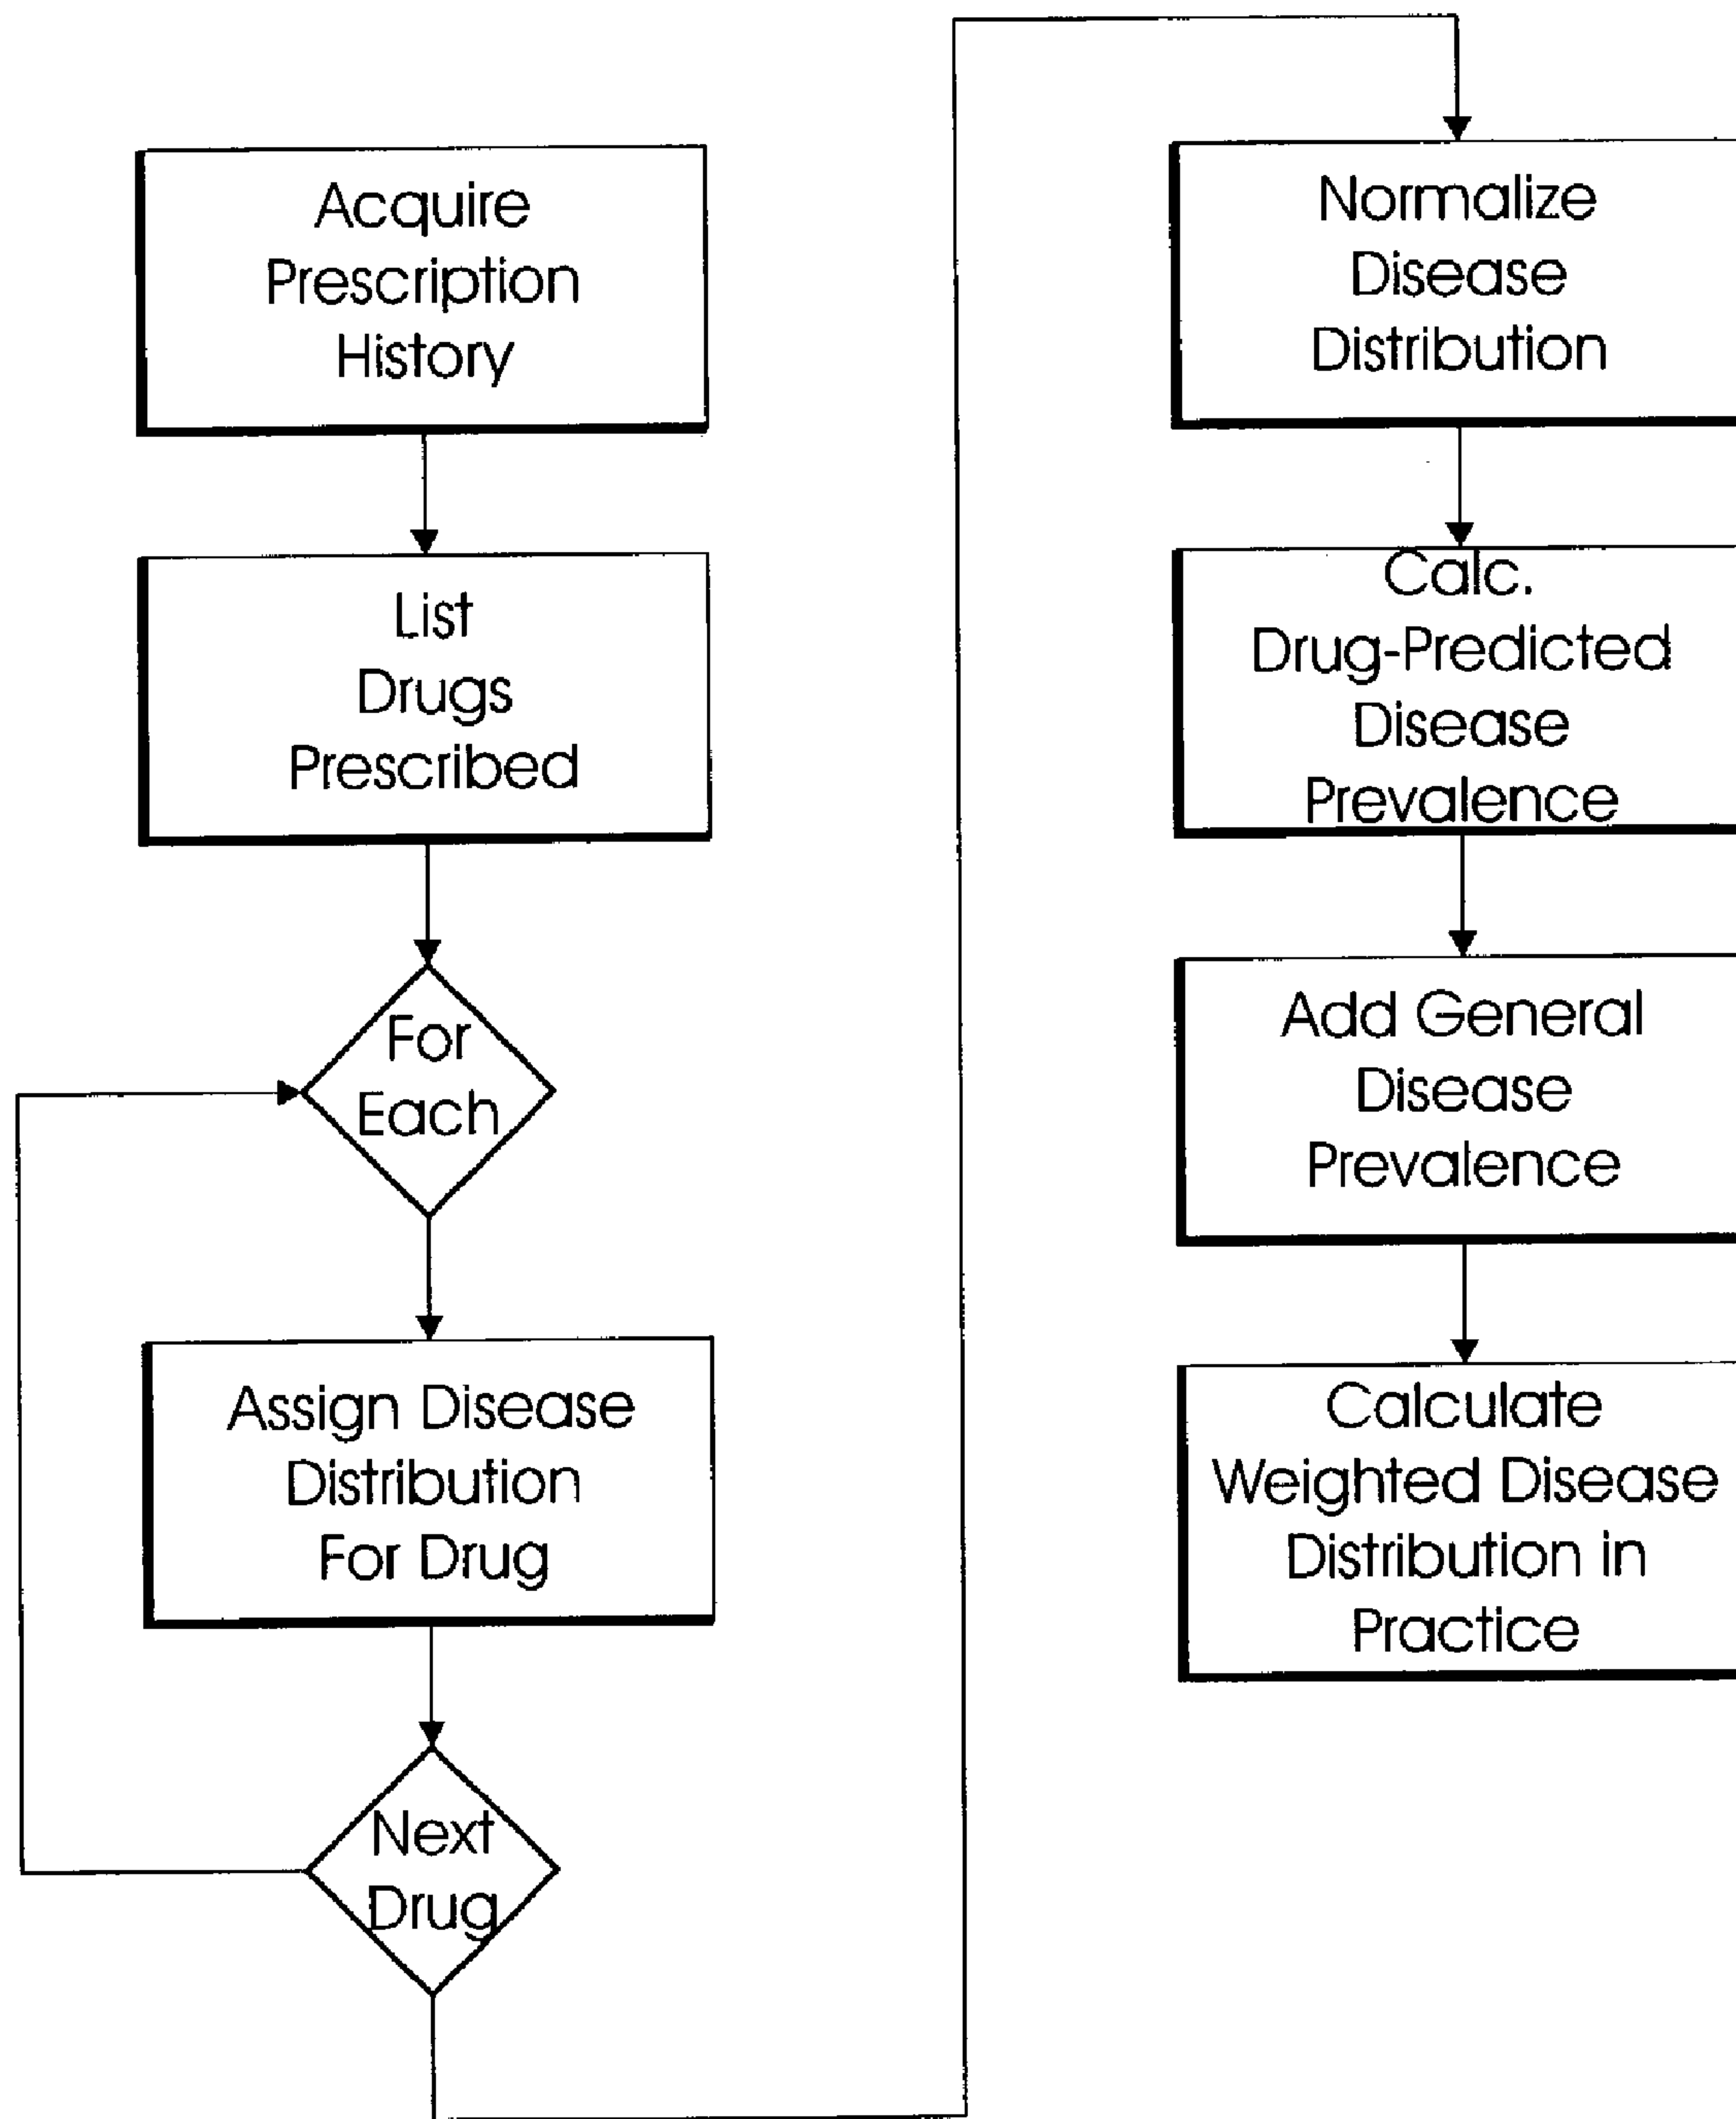 Acquire
Prescription
History
List
Drugs
Prescribed
For
Each
Assign Disease
Distribution
For Drug
Next
Drug
Normalize
Disease
Distribution
Calc.
Drug-Predicted
Disease
Prevalence
Add General
Disease
Prevalence
Calculate
Weighted Disease
Distribution in
Practice